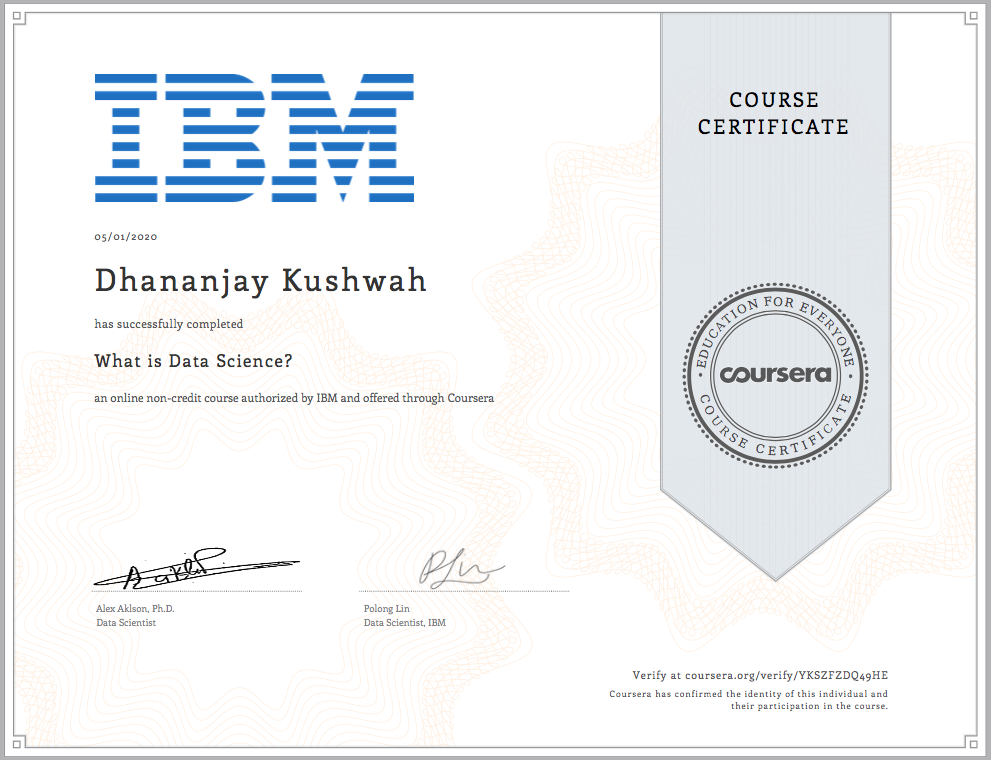 IBM
COURSE
CERTIFICATE
05/01/2020
Dhananjay Kushwah
has successfully completed
What is Data Science?
an online non-credit course authorized by IBM and offered through Coursera
EDUCATION FOR EVERYONE
coursera
COURSE CERTIFICATE
Alex Aklson, Ph.D.
Data Scientist
Polong Lin
Data Scientist, IBM
Verify at coursera.org/verify/YKSZFZDQ49HE
Coursera has confirmed the identity of this individual and
their participation in the course.